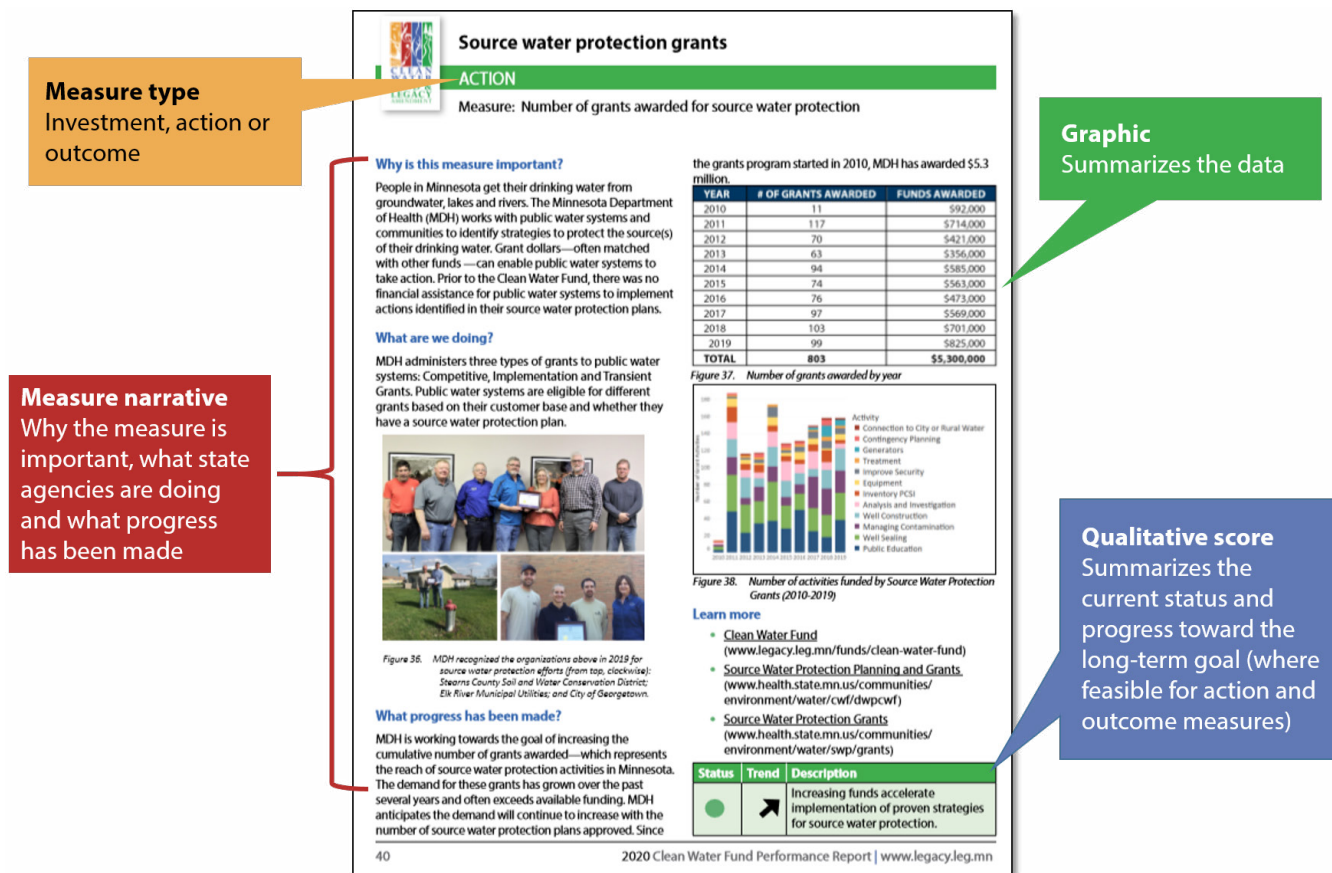 Measure type
Investment, action or
outcome
Measure narrative
Why the measure is
important, what state
agencies are doing
and what progress
has been made
Source water protection grants
CLEAN
WATER
LEGACY
AMENDMENT
ACTION
Measure: Number of grants awarded for source water protection
Why is this measure important?
People in Minnesota get their drinking water from
groundwater, lakes and rivers. The Minnesota Department
of Health (MDH) works with public water systems and
communities to identify strategies to protect the source(s)
of their drinking water. Grant dollars—often matched
with other funds —can enable public water systems to
take action. Prior to the Clean Water Fund, there was no
financial assistance for public water systems to implement
actions identified in their source water protection plans.
What are we doing?
MDH administers three types of grants to public water
systems: Competitive, Implementation and Transient
Grants. Public water systems are eligible for different
grants based on their customer base and whether they
have a source water protection plan.
Figure 36. MDH recognized the organizations above in 2019 for
source water protection efforts (from top, clockwise):
Stearns County Soil and Water Conservation District;
Elk River Municipal Utilities; and City of Georgetown.
What progress has been made?
MDH is working towards the goal of increasing the
cumulative number of grants awarded—which represents
the reach of source water protection activities in Minnesota.
The demand for these grants has grown over the past
several years and often exceeds available funding. MDH
anticipates the demand will continue to increase with the
number of source water protection plans approved. Since
the grants program started in 2010, MDH has awarded $5.3
million.
YEAR # OF GRANTS AWARDED FUNDS AWARDED
2010 11 $92,000
2011 117 $714,000
2012 70 $421,000
2013 63 $356,000
2014 94 $585,000
2015 74 $563,000
2016 76 $473,000
2017 97 $569,000
2018 103 $701,000
2019 99 $825,000
TOTAL 803 $5,300,000
Figure 37. Number of grants awarded by year
Activity
Connection to City or Rural Water
Contingency Planning
Generators
Treatment
Improve Security
Equipment
Inventory PCSI
Analysis and Investigation
Well Construction
Managing Contamination
Well Sealing
Public Education
2010 2011 2012 2013 2014 2015 2016 2017 2018 2019
Figure 38. Number of activities funded by Source Water Protection
Grants (2010-2019)
Learn more
• Clean Water Fund
(www.legacy.leg.mn/funds/clean-water-fund)
• Source Water Protection Planning and Grants
(www.health.state.mn.us/communities/
environment/water/cwf/dwpcwf)
• Source Water Protection Grants
(www.health.state.mn.us/communities/
environment/water/swp/grants)
Status Trend Description
Increasing funds accelerate
implementation of proven strategies
for source water protection.
40
2020 Clean Water Fund Performance Report | www.legacy.leg.mn
Graphic
Summarizes the data
Qualitative score
Summarizes the
current status and
progress toward the
long-term goal (where
feasible for action and
outcome measures)